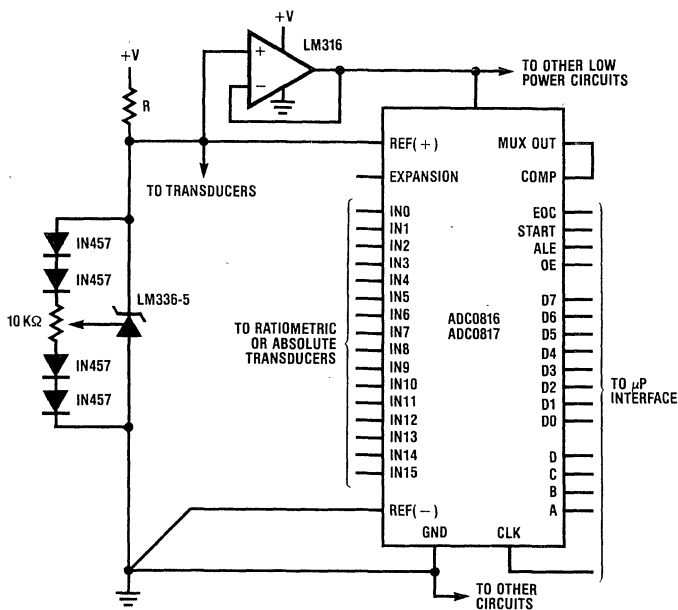 +V
LM316
+V
+
−
TO OTHER LOW
POWER CIRCUITS
R
REF(+)
MUX OUT
TO TRANSDUCERS
EXPANSION
COMP
IN0
EOC
IN1
START
IN2
ALE
IN3
OE
IN4
IN457
IN457
LM336-5
10 KΩ
IN457
IN457
IN5
D7
IN6
D6
ADC0816
ADC0817
TO RATIOMETRIC
OR ABSOLUTE
TRANSDUCERS
IN7
D5
IN8
D4
IN9
D3
IN10
D2
IN11
D1
IN12
D0
TO µP
INTERFACE
IN13
IN14
D
IN15
C
B
REF(−)
A
GND
CLK
TO OTHER
CIRCUITS